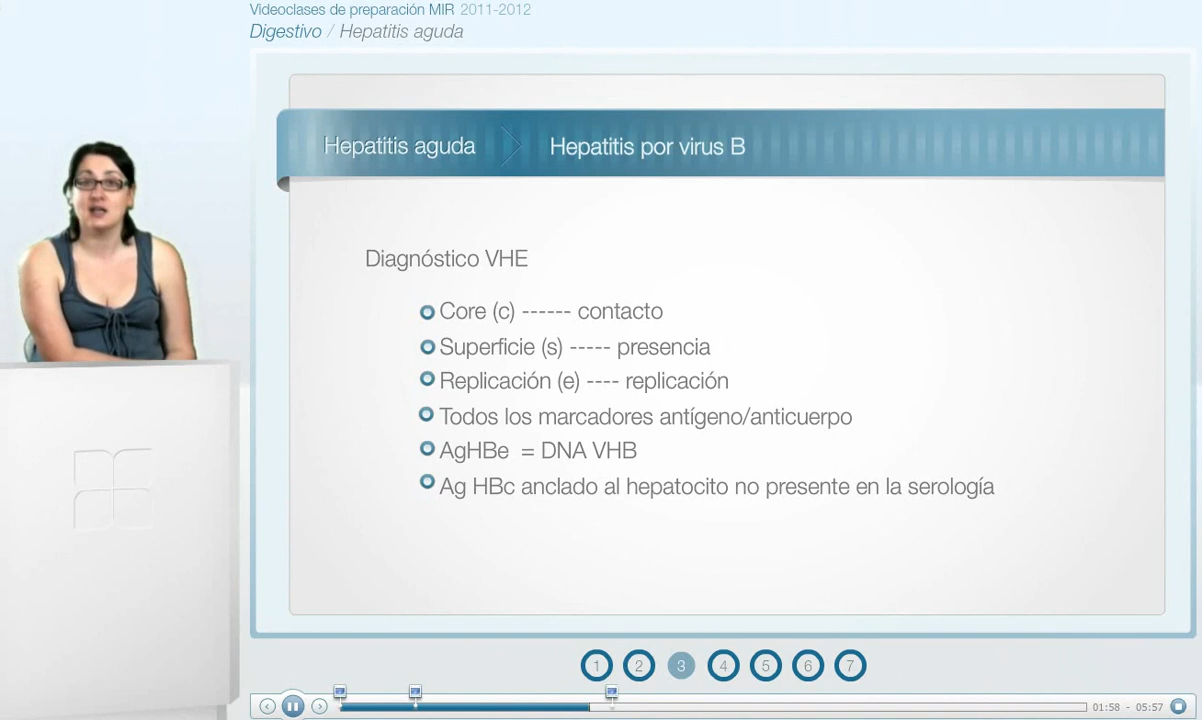 Videoclases de preparación MIR 2011-2012
Digestivo / Hepatitis aguda
Hepatitis aguda Hepatitis por virus B
Diagnóstico VHE
Core (c) ------ contacto
Superficie (s) ----- presencia
Replicación (e) ---- replicación
Todos los marcadores antígeno/anticuerpo
AgHBe = DNA VHB
Ag HBc anclado al hepatocito no presente en la serología
1 2 3 4 5 6 7
01:58 - 05:57